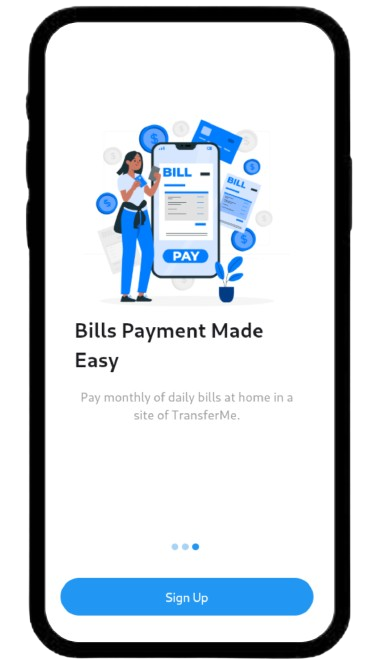 BILL
BILL
PAY
Bills Payment Made
Easy
Pay monthly of daily bills at home in a
site of TransferMe.
Sign Up